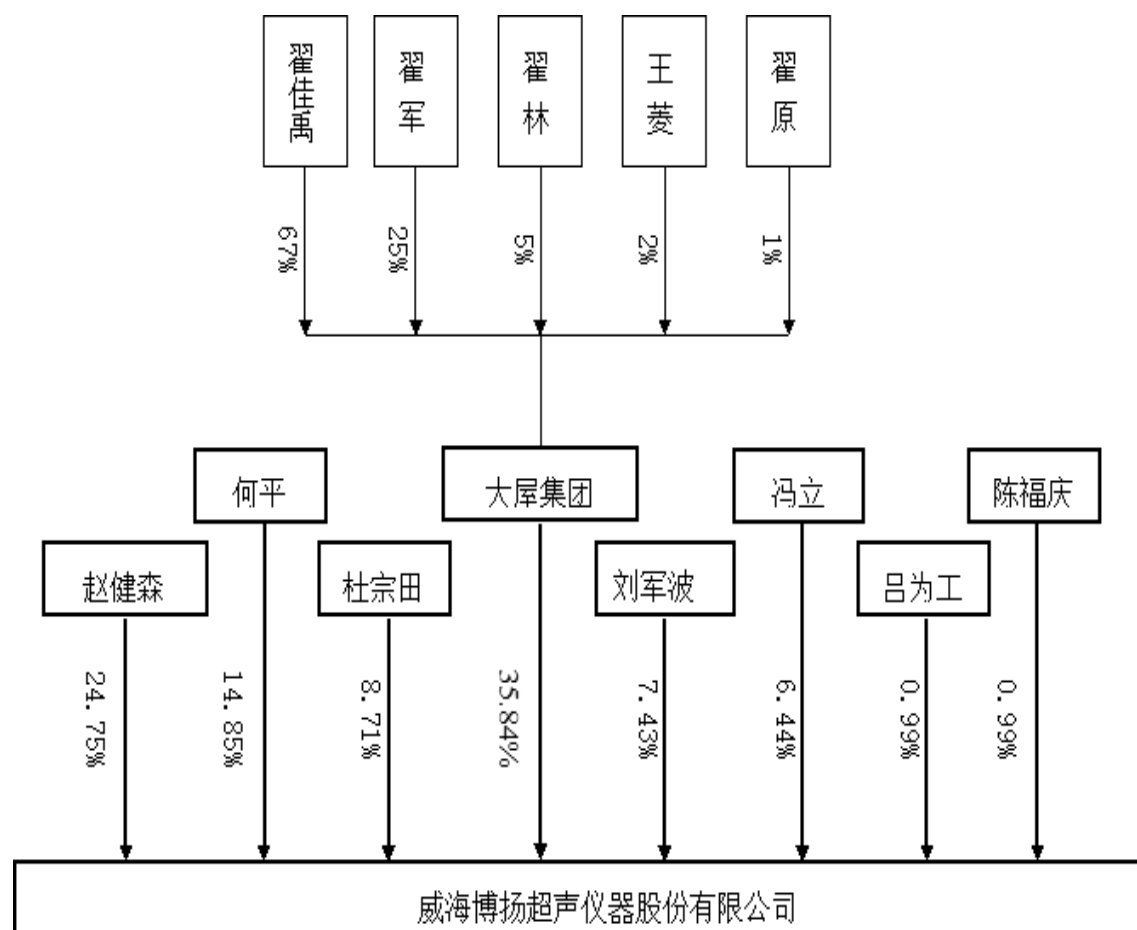 翟佳禹
翟军
翟林
王菱
翟原
67%
25%
5%
2%
1%
何平
大屋集团
冯立
陈福庆
赵健森
杜宗田
刘军波
吕为工
24.75%
14.85%
8.71%
35.84%
7.43%
6.44%
0.99%
0.99%
威海博扬超声仪器股份有限公司